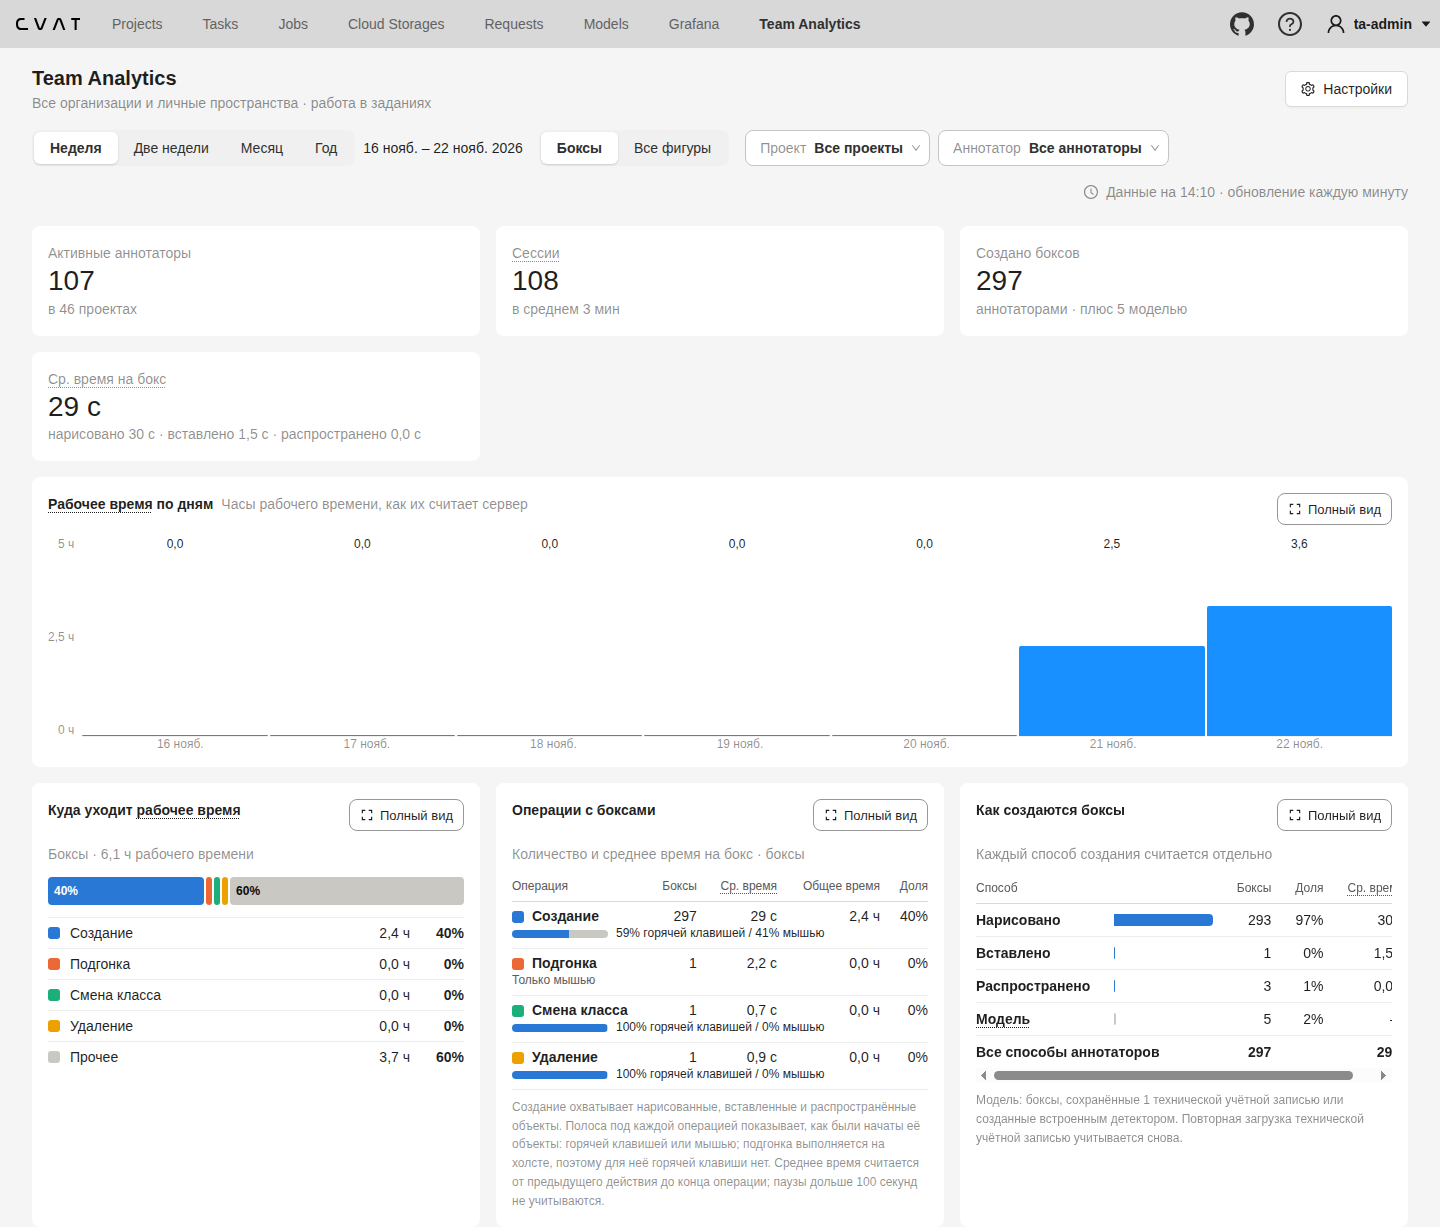 CVAT Projects Tasks Jobs Cloud Storages Requests Models Grafana Team Analytics ta-admin
Team Analytics
Все организации и личные пространства · работа в заданиях
Настройки
Неделя Две недели Месяц Год 16 нояб. – 22 нояб. 2026 Боксы Все фигуры Проект Все проекты Аннотатор Все аннотаторы
Данные на 14:10 · обновление каждую минуту
Активные аннотаторы
107
в 46 проектах
Сессии
108
в среднем 3 мин
Создано боксов
297
аннотаторами · плюс 5 моделью
Ср. время на бокс
29 с
нарисовано 30 с · вставлено 1,5 с · распространено 0,0 с
Рабочее время по дням Часы рабочего времени, как их считает сервер
Полный вид
5 ч 0,0 0,0 0,0 0,0 0,0 2,5 3,6
2,5 ч
0 ч
16 нояб. 17 нояб. 18 нояб. 19 нояб. 20 нояб. 21 нояб. 22 нояб.
Куда уходит рабочее время
Полный вид
Боксы · 6,1 ч рабочего времени
40% 60%
Создание 2,4 ч 40%
Подгонка 0,0 ч 0%
Смена класса 0,0 ч 0%
Удаление 0,0 ч 0%
Прочее 3,7 ч 60%
Операции с боксами
Полный вид
Количество и среднее время на бокс · боксы
Операция Боксы Ср. время Общее время Доля
Создание 297 29 с 2,4 ч 40%
59% горячей клавишей / 41% мышью
Подгонка 1 2,2 с 0,0 ч 0%
Только мышью
Смена класса 1 0,7 с 0,0 ч 0%
100% горячей клавишей / 0% мышью
Удаление 1 0,9 с 0,0 ч 0%
100% горячей клавишей / 0% мышью
Создание охватывает нарисованные, вставленные и распространённые
объекты. Полоса под каждой операцией показывает, как были начаты её
объекты: горячей клавишей или мышью; подгонка выполняется на
холсте, поэтому для неё горячей клавиши нет. Среднее время считается
от предыдущего действия до конца операции; паузы дольше 100 секунд
не учитываются.
Как создаются боксы
Полный вид
Каждый способ создания считается отдельно
Способ Боксы Доля Ср. врем
Нарисовано 293 97% 30
Вставлено 1 0% 1,5
Распространено 3 1% 0,0
Модель 5 2% -
Все способы аннотаторов 297 29
Модель: боксы, сохранённые 1 технической учётной записью или
созданные встроенным детектором. Повторная загрузка технической
учётной записью учитывается снова.